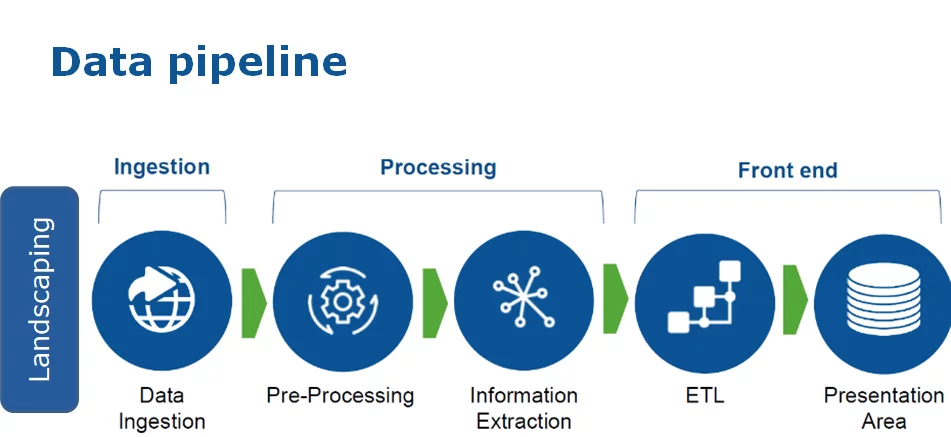 Data pipeline
Ingestion
Processing
Front end
Landscaping
Data
Ingestion
Pre-Processing
Information
Extraction
ETL
Presentation
Area